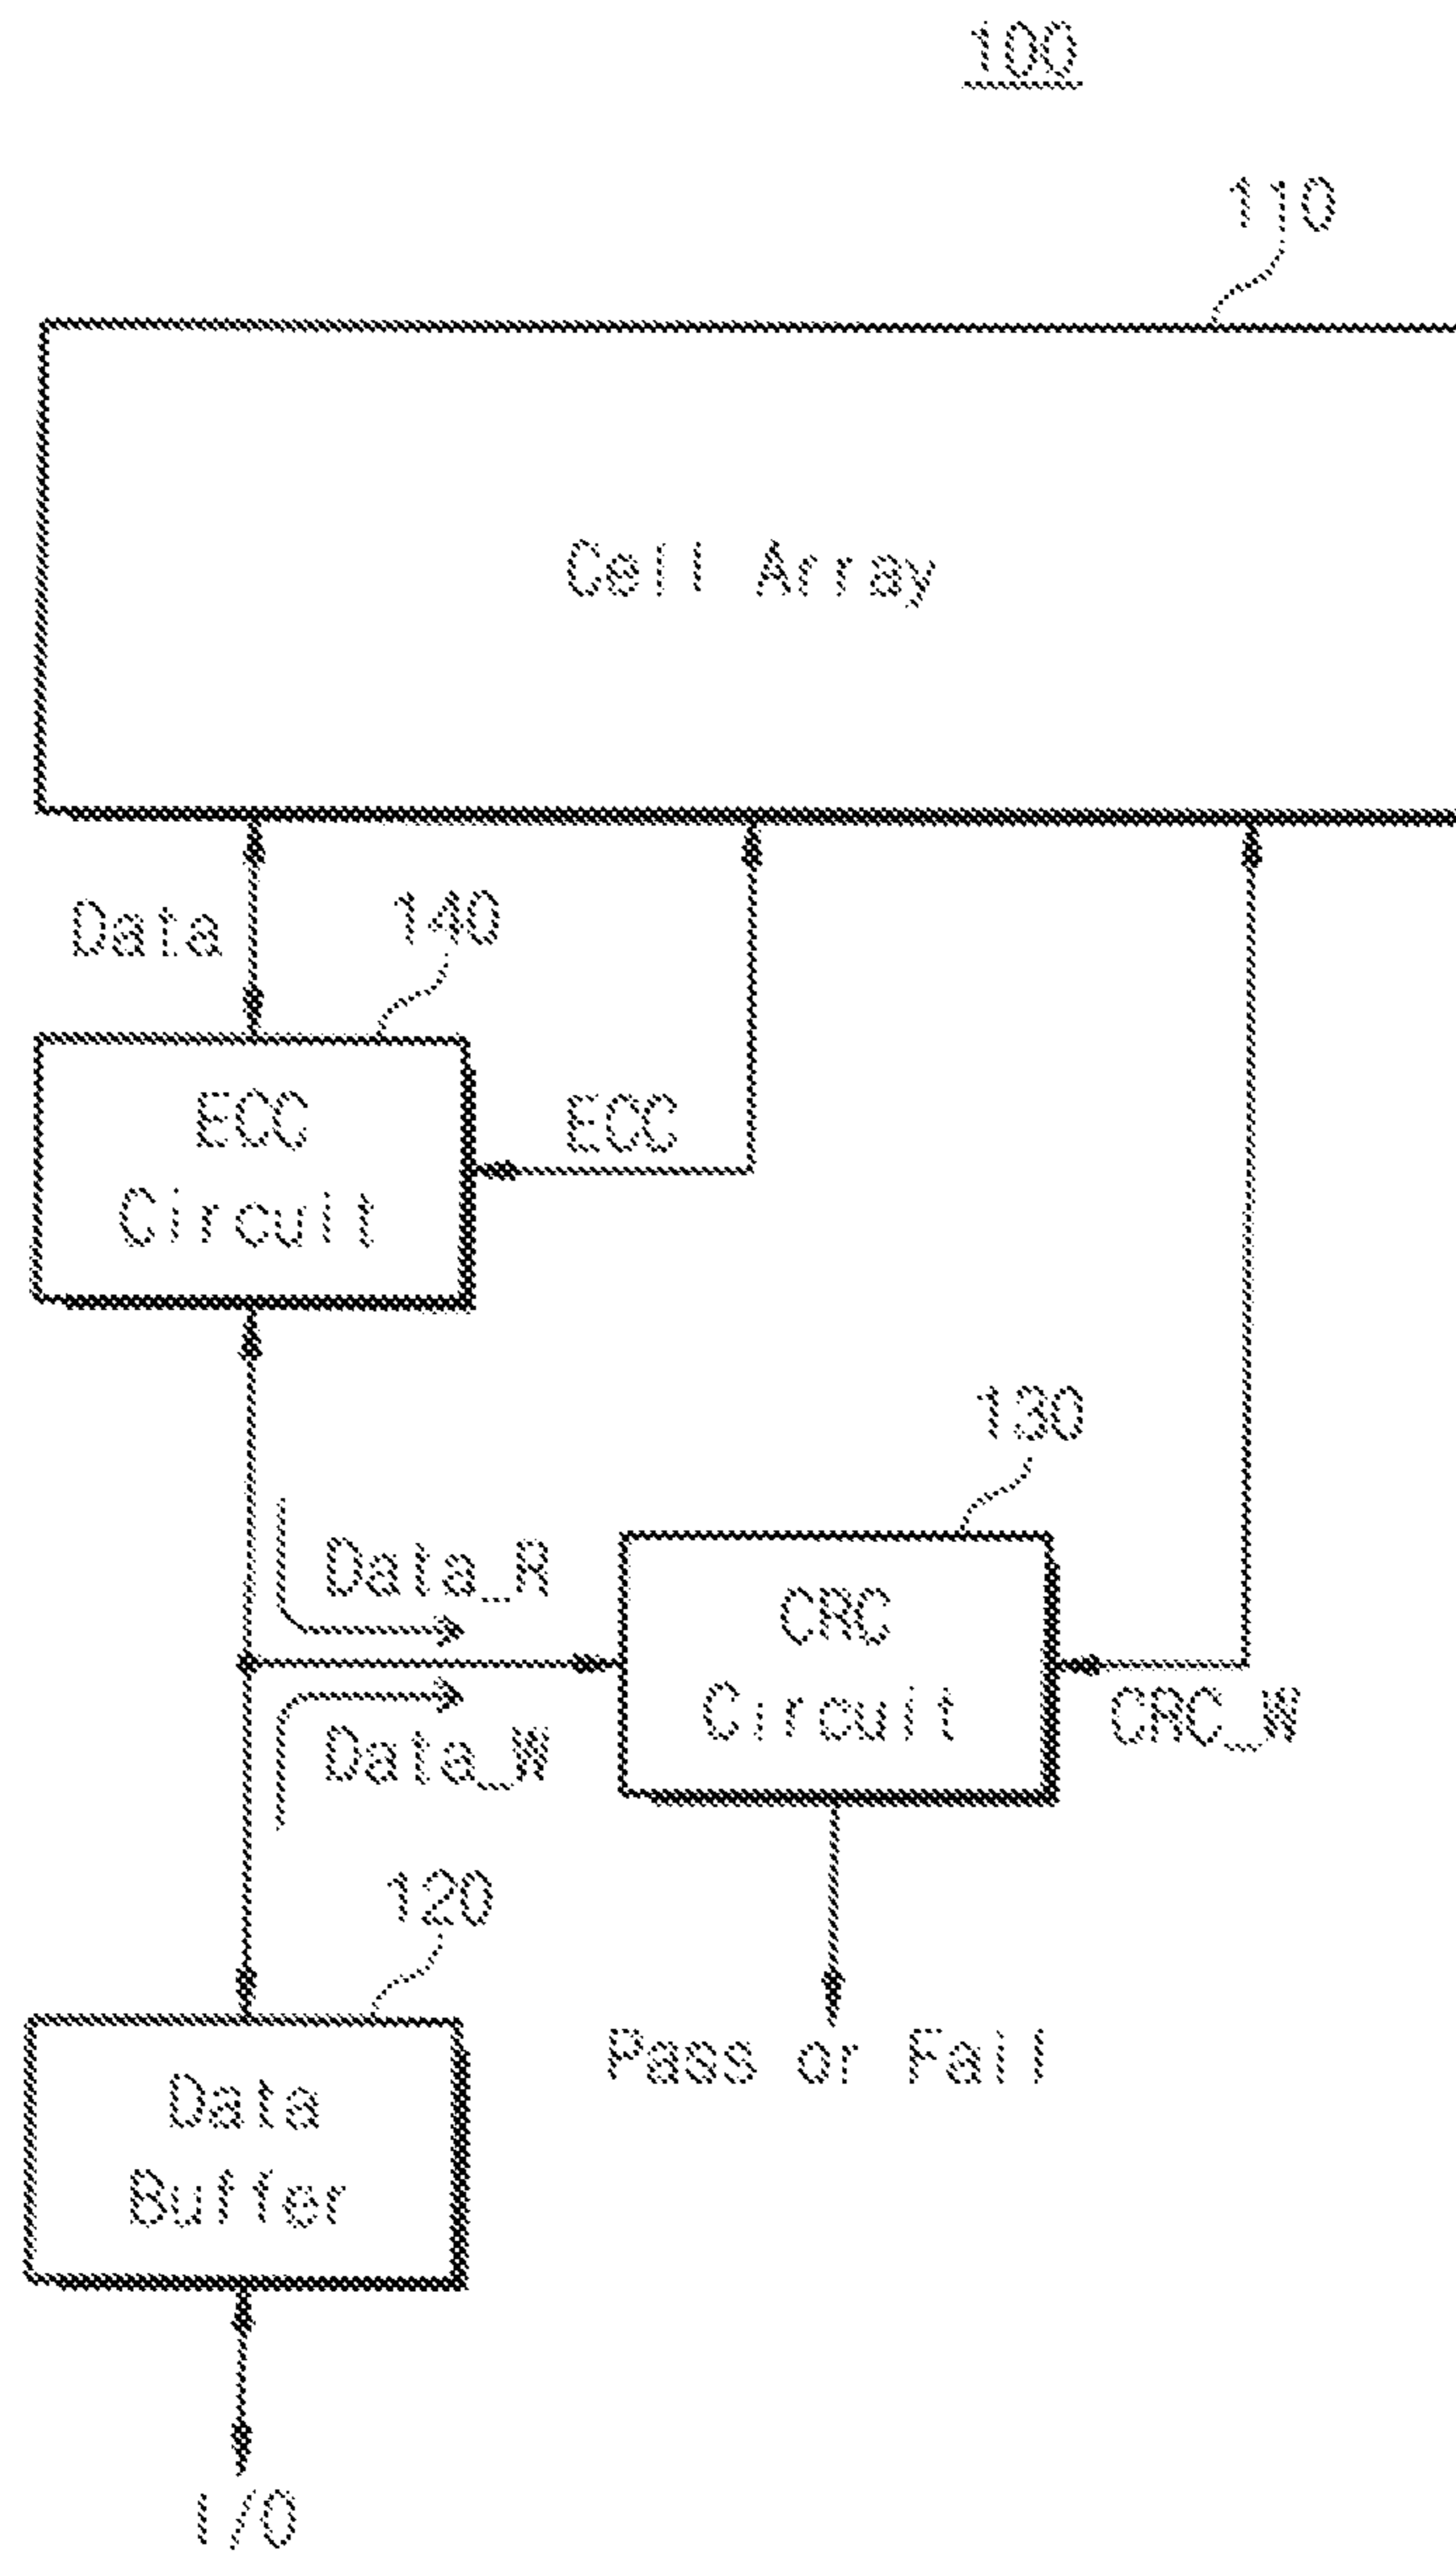 100
110
Cell Array
Data
140
ECC
Circuit
ECC
130
Data_R
CRC
Circuit
Data_W
CRC_W
120
Pass or Fail
Data
Buffer
I/O